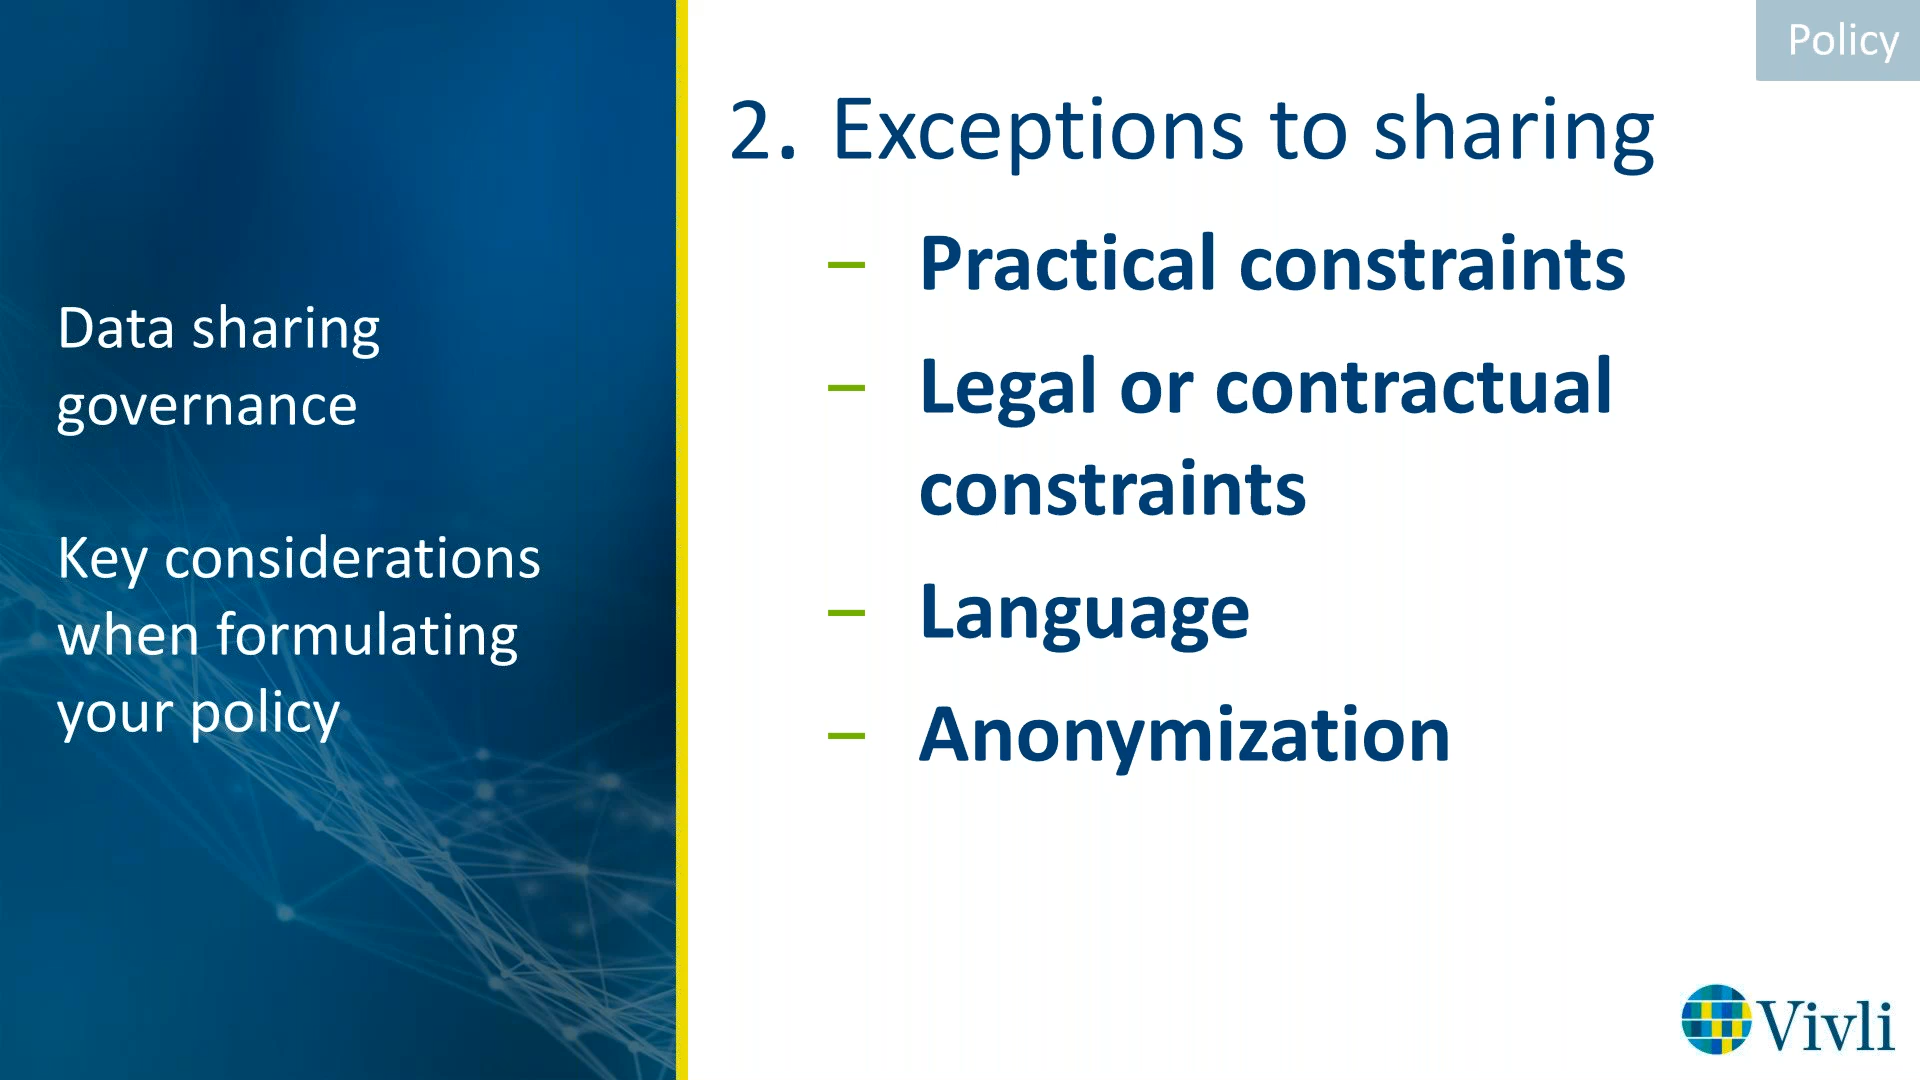 Policy
Data sharing
governance
Key considerations
when formulating
your policy
2. Exceptions to sharing
– Practical constraints
– Legal or contractual
constraints
– Language
– Anonymization
Vivli